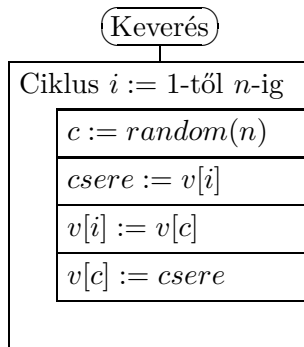 Keverés
Ciklus i := 1-től n-ig
c := random(n)
csere := v[i]
v[i] := v[c]
v[c] := csere